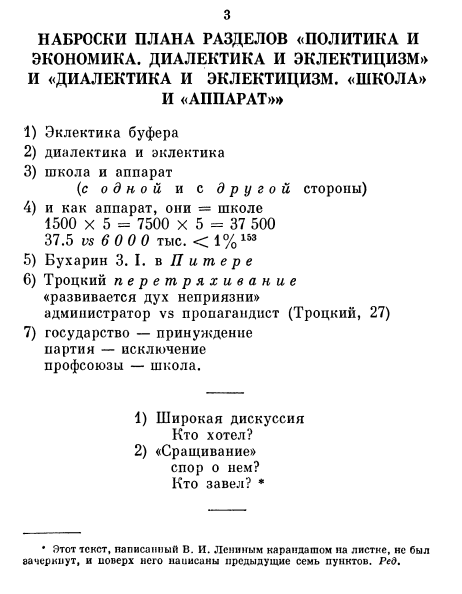 3
НАБРОСКИ ПЛАНА РАЗДЕЛОВ «ПОЛИТИКА И
ЭКОНОМИКА. ДИАЛЕКТИКА И ЭКЛЕКТИЦИЗМ»
И «ДИАЛЕКТИКА И ЭКЛЕКТИЦИЗМ. «ШКОЛА»
И «АППАРАТ»»
1) Эклектика буфера
2) диалектика и эклектика
3) школа и аппарат
(с одной и с другой стороны)
4) и как аппарат, они = школе
1500 × 5 = 7500 × 5 = 37 500
37.5 vs 6000 тыс. < 1% 153
5) Бухарин 3. I. в Питере
6) Троцкий перетряхивание
«развивается дух неприязни»
администратор vs пропагандист (Троцкий, 27)
7) государство — принуждение
партия — исключение
профсоюзы — школа.
1) Широкая дискуссия
Кто хотел?
2) «Сращивание»
спор о нем?
Кто завел? *
* Этот текст, написанный В. И. Лениным карандашом на листке, не был
зачеркнут, и поверх него написаны предыдущие семь пунктов. Ред.